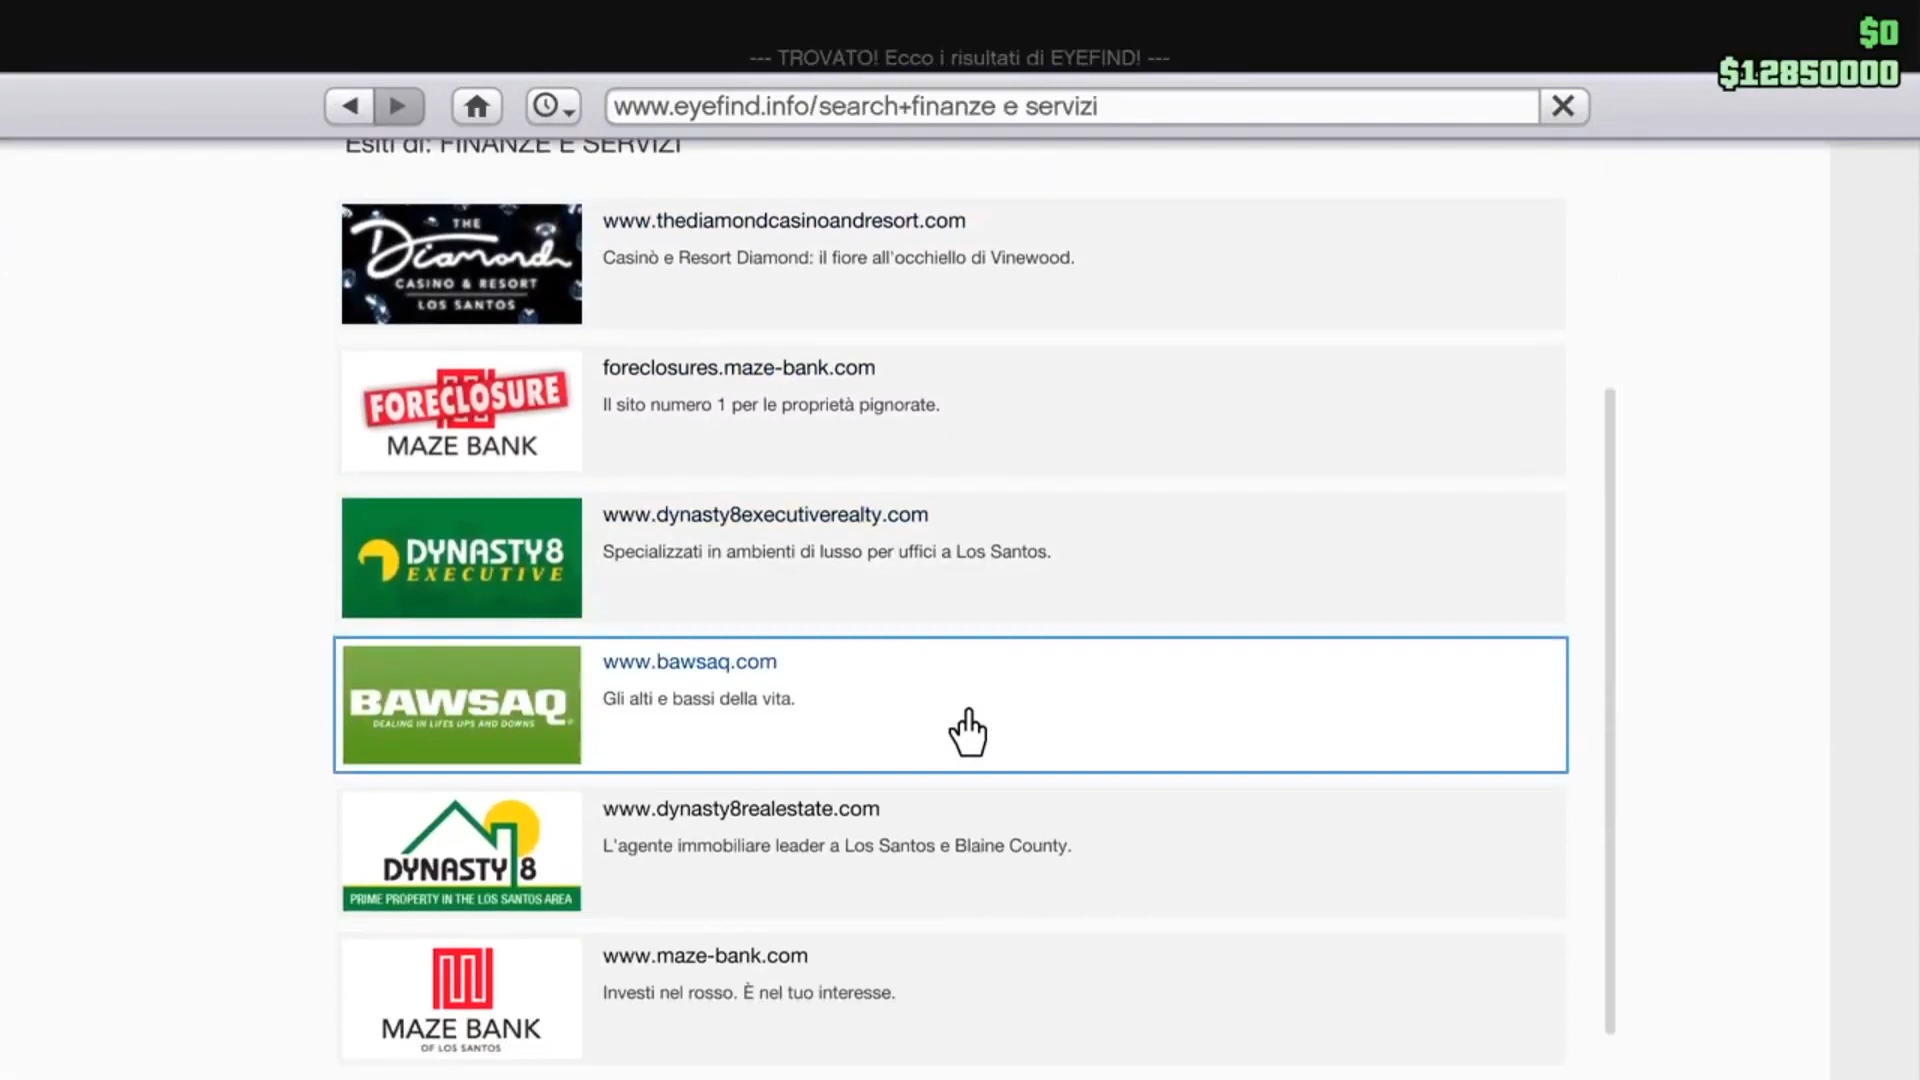 $0
--- TROVATO! Ecco i risultati di EYEFIND! ---
$12850000
www.eyefind.info/search+finanze e servizi
Esiti di: FINANZE E SERVIZI
THE
Diamond
CASINO & RESORT
LOS SANTOS
www.thediamondcasinoandresort.com
Casinò e Resort Diamond: il fiore all'occhiello di Vinewood.
FORECLOSURE
MAZE BANK
foreclosures.maze-bank.com
Il sito numero 1 per le proprietà pignorate.
DYNASTY8
EXECUTIVE
www.dynasty8executiverealty.com
Specializzati in ambienti di lusso per uffici a Los Santos.
BAWSAQ
DEALING IN LIFES UPS AND DOWNS
www.bawsaq.com
Gli alti e bassi della vita.
DYNASTY 8
PRIME PROPERTY IN THE LOS SANTOS AREA
www.dynasty8realestate.com
L'agente immobiliare leader a Los Santos e Blaine County.
MAZE BANK
OF LOS SANTOS
www.maze-bank.com
Investi nel rosso. È nel tuo interesse.